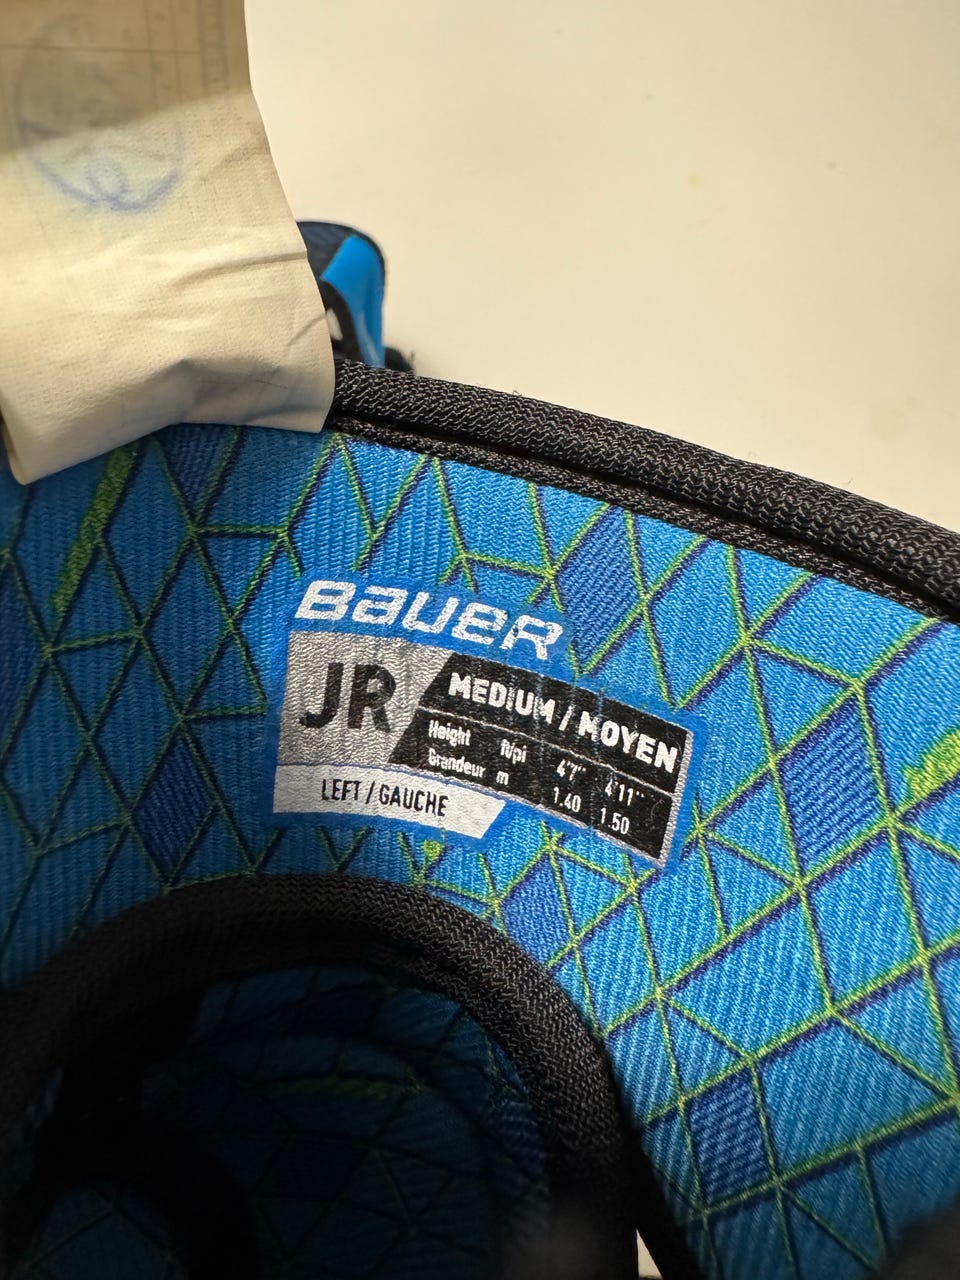 BAUER
JR
MEDIUM / MOYEN
Height ft/pi 4'7'' 4'11''
Grandeur m 1.40 1.50
LEFT / GAUCHE